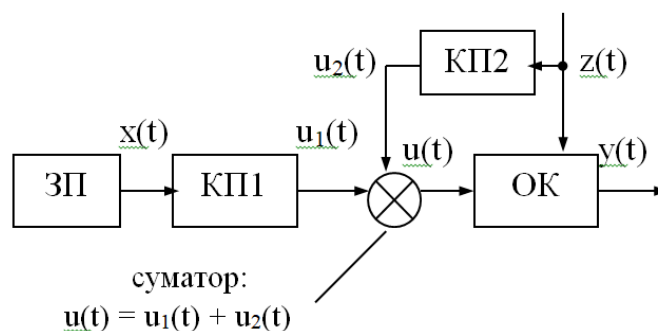 u₂(t)
КП2
z(t)
x(t)
u₁(t)
u(t)
y(t)
ЗП
КП1
ОК
суматор:
u(t) = u₁(t) + u₂(t)